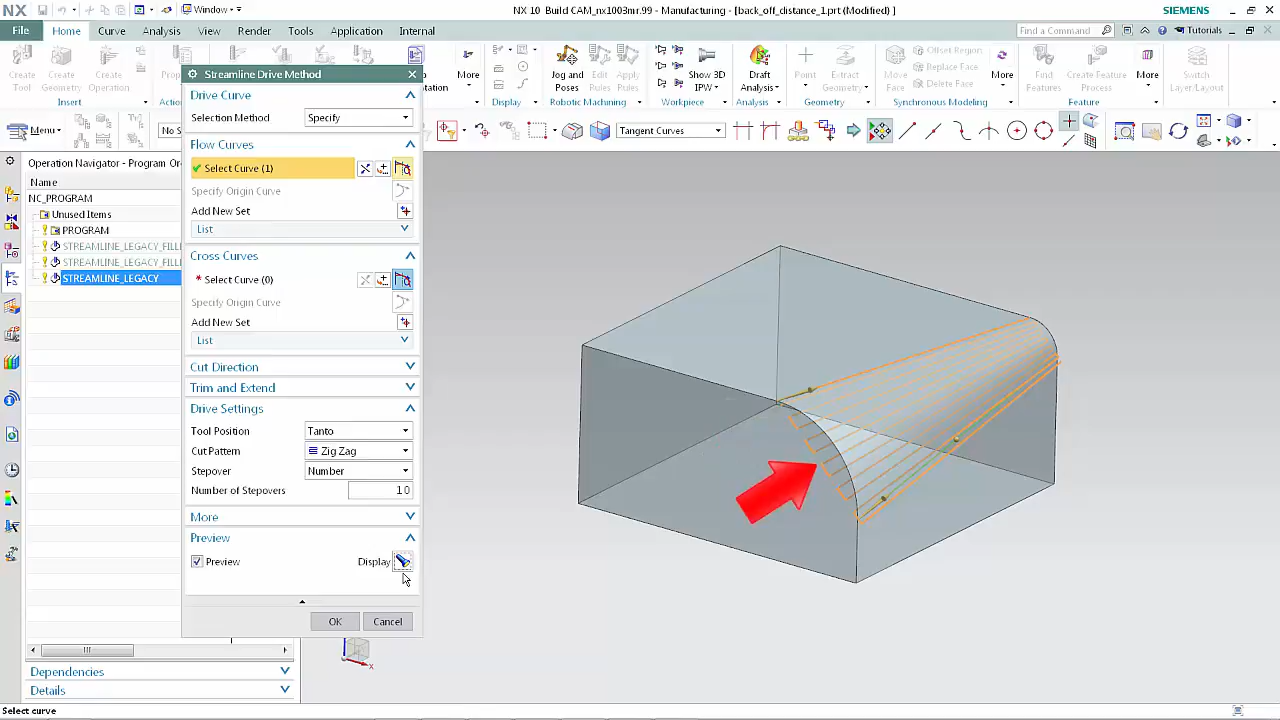 NX Window NX 10 Build CAM_nx1003mr.99 - Manufacturing - [back_off_distance_1.prt (Modified) ] SIEMENS
File Home Curve Analysis View Render Tools Application Internal Find a Command Tutorials
Create Tool Create Geometry Create Operation More Jog and Poses Edit Poses Apply Poses Show 3D IPW Draft Analysis Point Extract Geometry Move Face Offset Region Replace Face Delete Face More Find Features Create Feature Process More Switch Layer/Layout
Insert Display Robotic Machining Workpiece Analysis Geometry Synchronous Modeling Feature
Menu No S Tangent Curves
Operation Navigator - Program Or
Name
NC_PROGRAM
Unused Items
PROGRAM
STREAMLINE_LEGACY_FILL
STREAMLINE_LEGACY_FILL
STREAMLINE_LEGACY
Streamline Drive Method
Drive Curve
Selection Method Specify
Flow Curves
Select Curve (1)
Specify Origin Curve
Add New Set
List
Cross Curves
* Select Curve (0)
Specify Origin Curve
Add New Set
List
Cut Direction
Trim and Extend
Drive Settings
Tool Position Tanto
Cut Pattern Zig Zag
Stepover Number
Number of Stepovers 10
More
Preview
Preview Display
OK Cancel
X
Dependencies
Details
Select curve